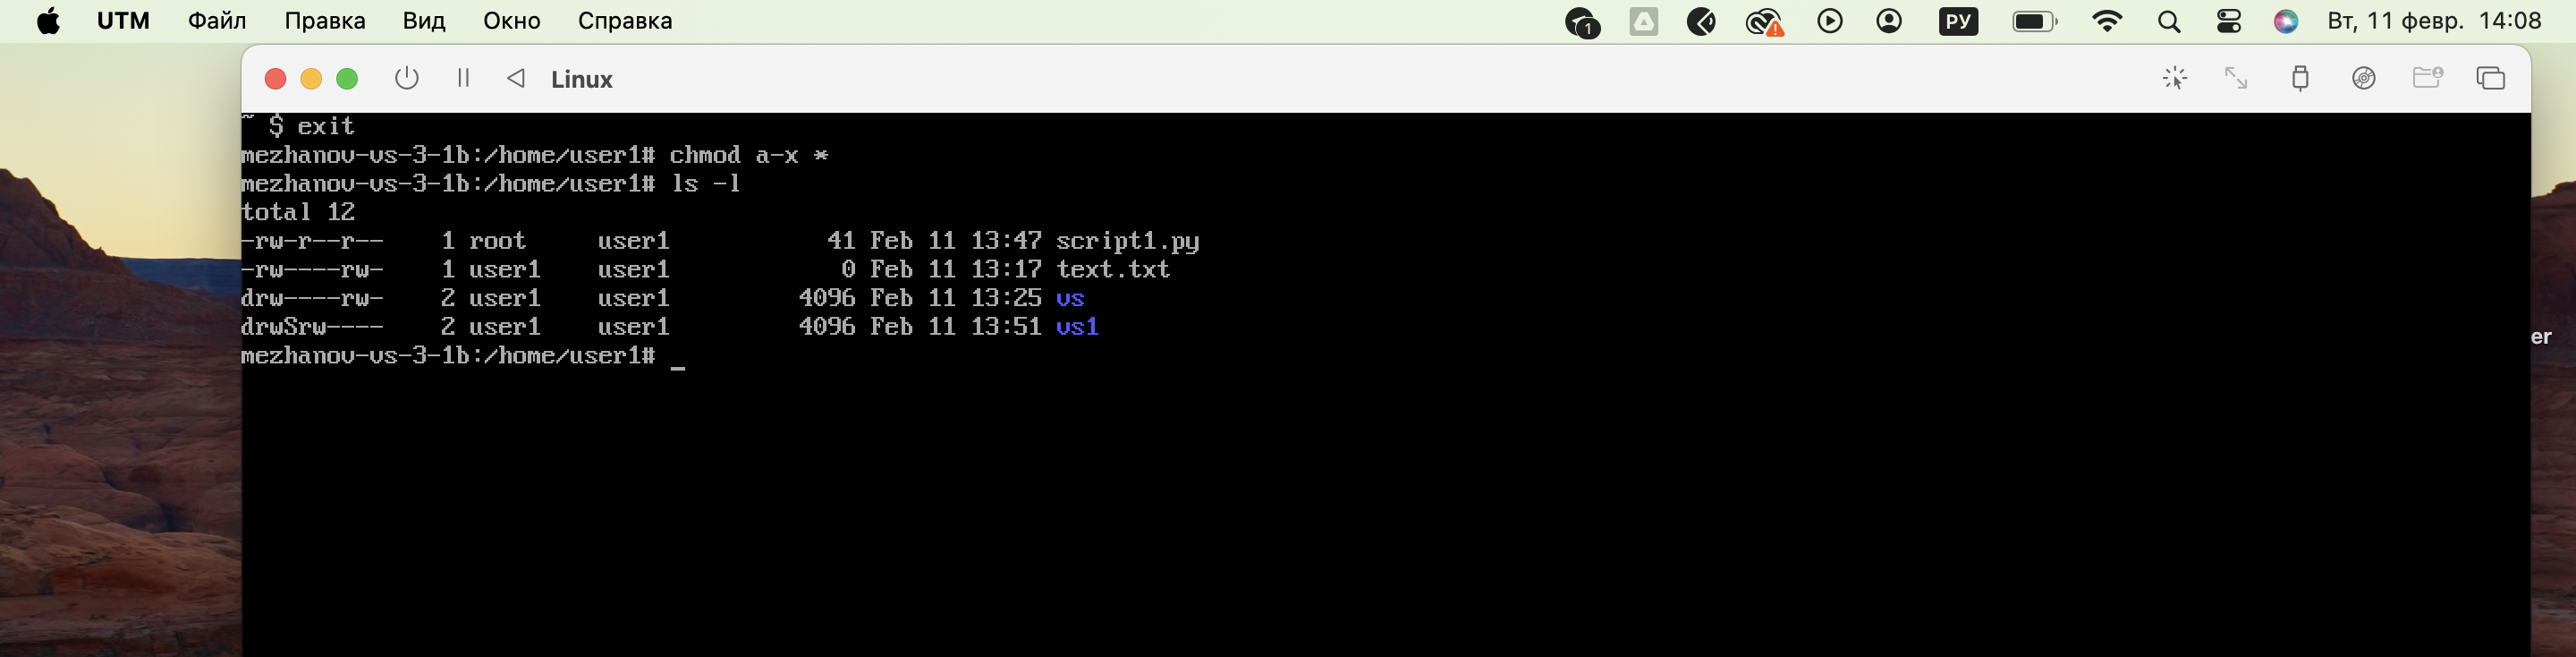 UTM Файл Правка Вид Окно Справка 1 РУ Вт, 11 февр. 14:08
Linux
~ $ exit
mezhanov-vs-3-1b:/home/user1# chmod a-x *
mezhanov-vs-3-1b:/home/user1# ls -l
total 12
-rw-r--r-- 1 root user1 41 Feb 11 13:47 script1.py
-rw----rw- 1 user1 user1 0 Feb 11 13:17 text.txt
drw----rw- 2 user1 user1 4096 Feb 11 13:25 vs
drwSrw---- 2 user1 user1 4096 Feb 11 13:51 vs1
mezhanov-vs-3-1b:/home/user1# _
er